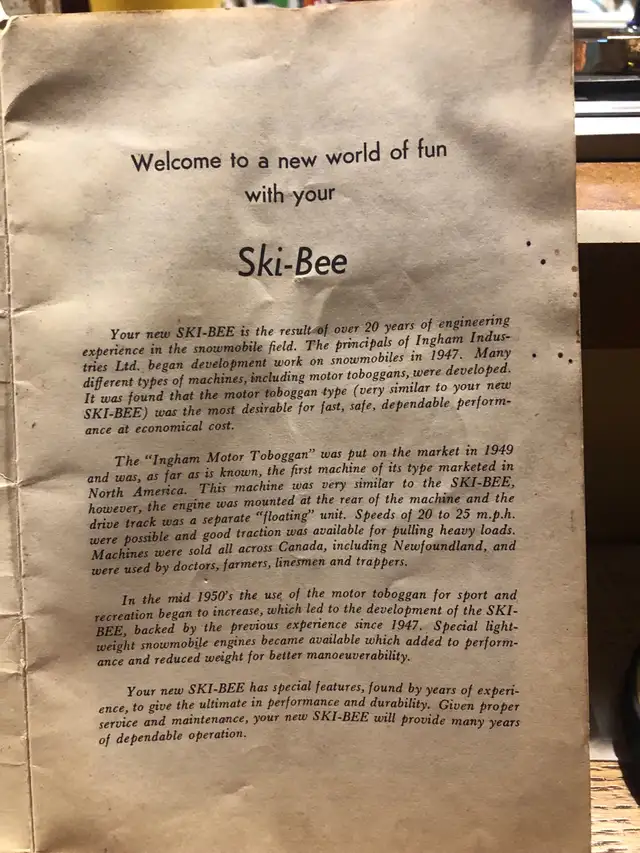 Welcome to a new world of fun
with your
Ski-Bee
Your new SKI-BEE is the result of over 20 years of engineering
experience in the snowmobile field. The principals of Ingham Indus-
tries Ltd. began development work on snowmobiles in 1947. Many
different types of machines, including motor toboggans, were developed.
It was found that the motor toboggan type (very similar to your new
SKI-BEE) was the most desirable for fast, safe, dependable perform-
ance at economical cost.
The "Ingham Motor Toboggan" was put on the market in 1949
and was, as far as is known, the first machine of its type marketed in
North America. This machine was very similar to the SKI-BEE,
however, the engine was mounted at the rear of the machine and the
drive track was a separate "floating" unit. Speeds of 20 to 25 m.p.h.
were possible and good traction was available for pulling heavy loads.
Machines were sold all across Canada, including Newfoundland, and
were used by doctors, farmers, linesmen and trappers.
In the mid 1950's the use of the motor toboggan for sport and
recreation began to increase, which led to the development of the SKI-
BEE, backed by the previous experience since 1947. Special light-
weight snowmobile engines became available which added to perform-
ance and reduced weight for better manoeuverability.
Your new SKI-BEE has special features, found by years of experi-
ence, to give the ultimate in performance and durability. Given proper
service and maintenance, your new SKI-BEE will provide many years
of dependable operation.